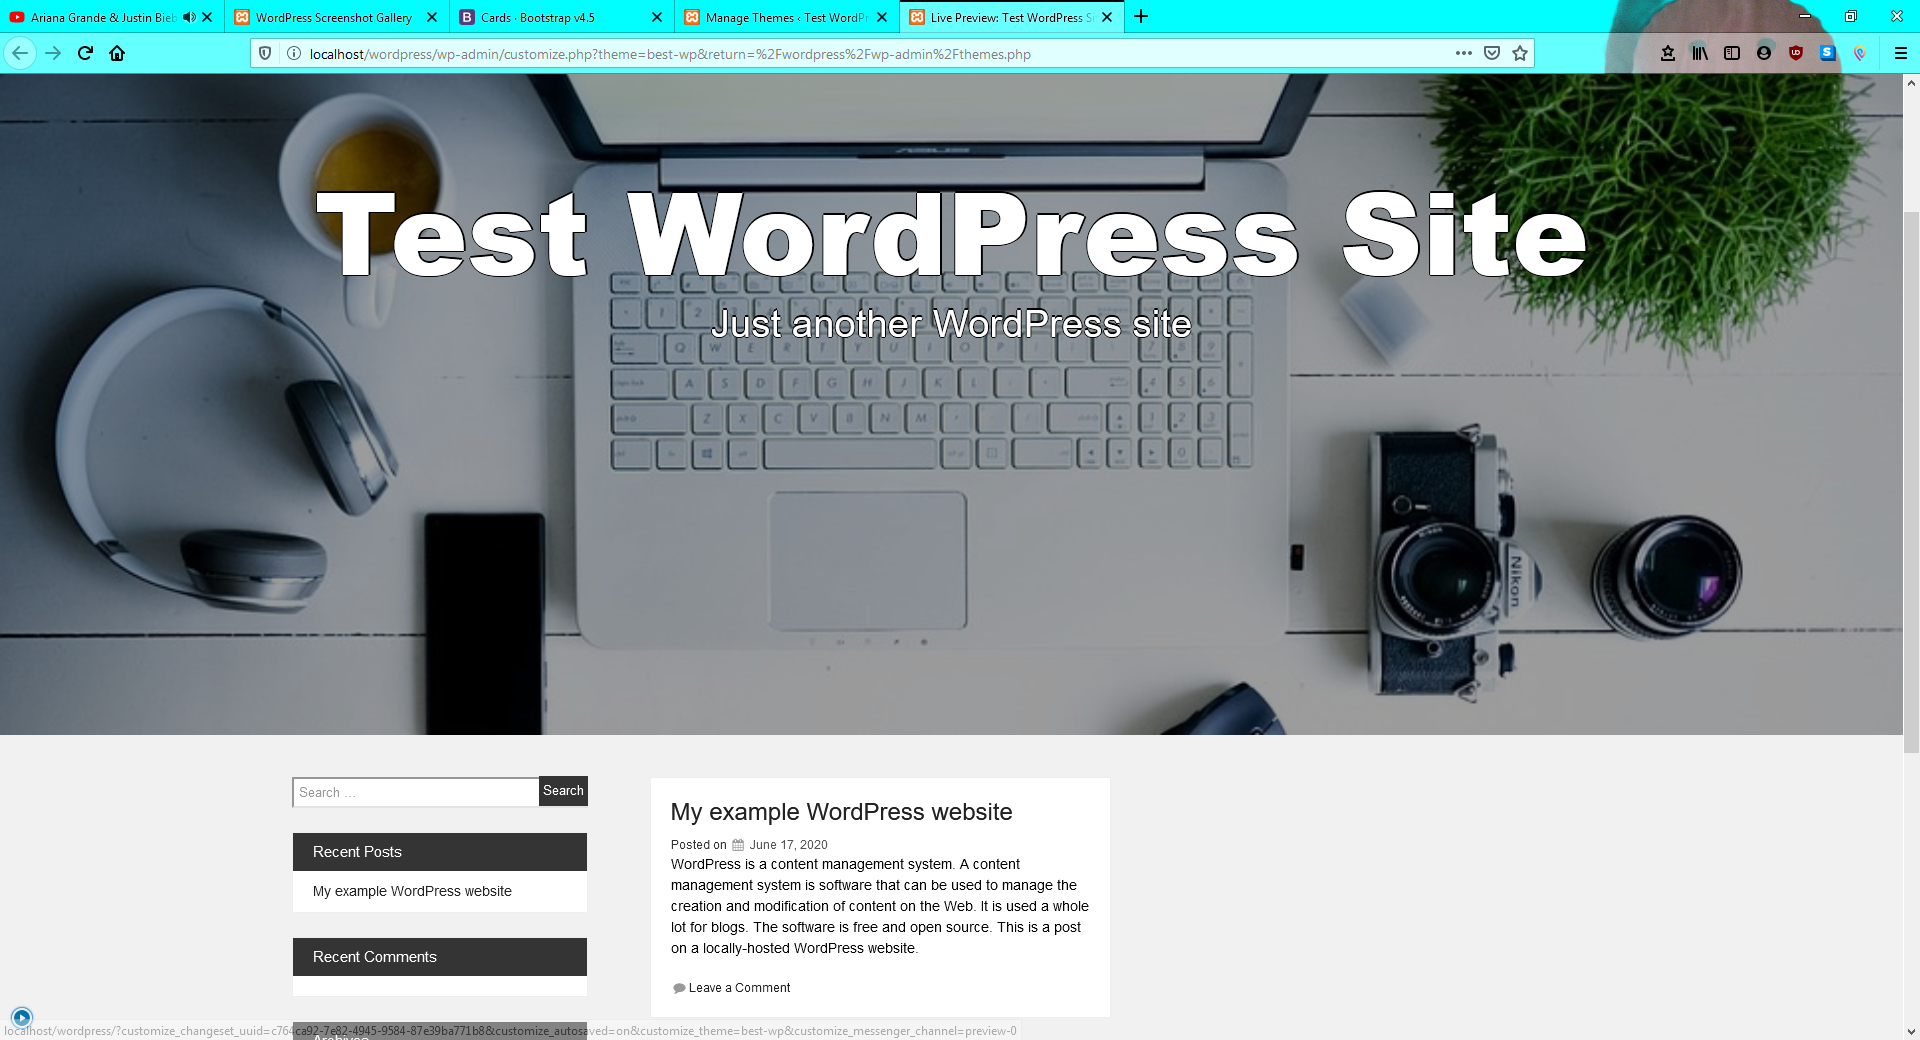 Ariana Grande & Justin Bieb
WordPress Screenshot Gallery
Cards · Bootstrap v4.5
Manage Themes ‹ Test WordPr
Live Preview: Test WordPress Si
localhost/wordpress/wp-admin/customize.php?theme=best-wp&return=%2Fwordpress%2Fwp-admin%2Fthemes.php
ASUS
Test WordPress Site
Just another WordPress site
Q W E R T Y U I O P
A S D F G H J K L
Z X C V B N M
Nikon
Search …
Search
Recent Posts
My example WordPress website
Recent Comments
Archives
My example WordPress website
Posted on June 17, 2020
WordPress is a content management system. A content
management system is software that can be used to manage the
creation and modification of content on the Web. It is used a whole
lot for blogs. The software is free and open source. This is a post
on a locally-hosted WordPress website.
Leave a Comment
localhost/wordpress/?customize_changeset_uuid=c764ca92-7e82-4945-9584-87e39ba771b8&customize_autosaved=on&customize_theme=best-wp&customize_messenger_channel=preview-0